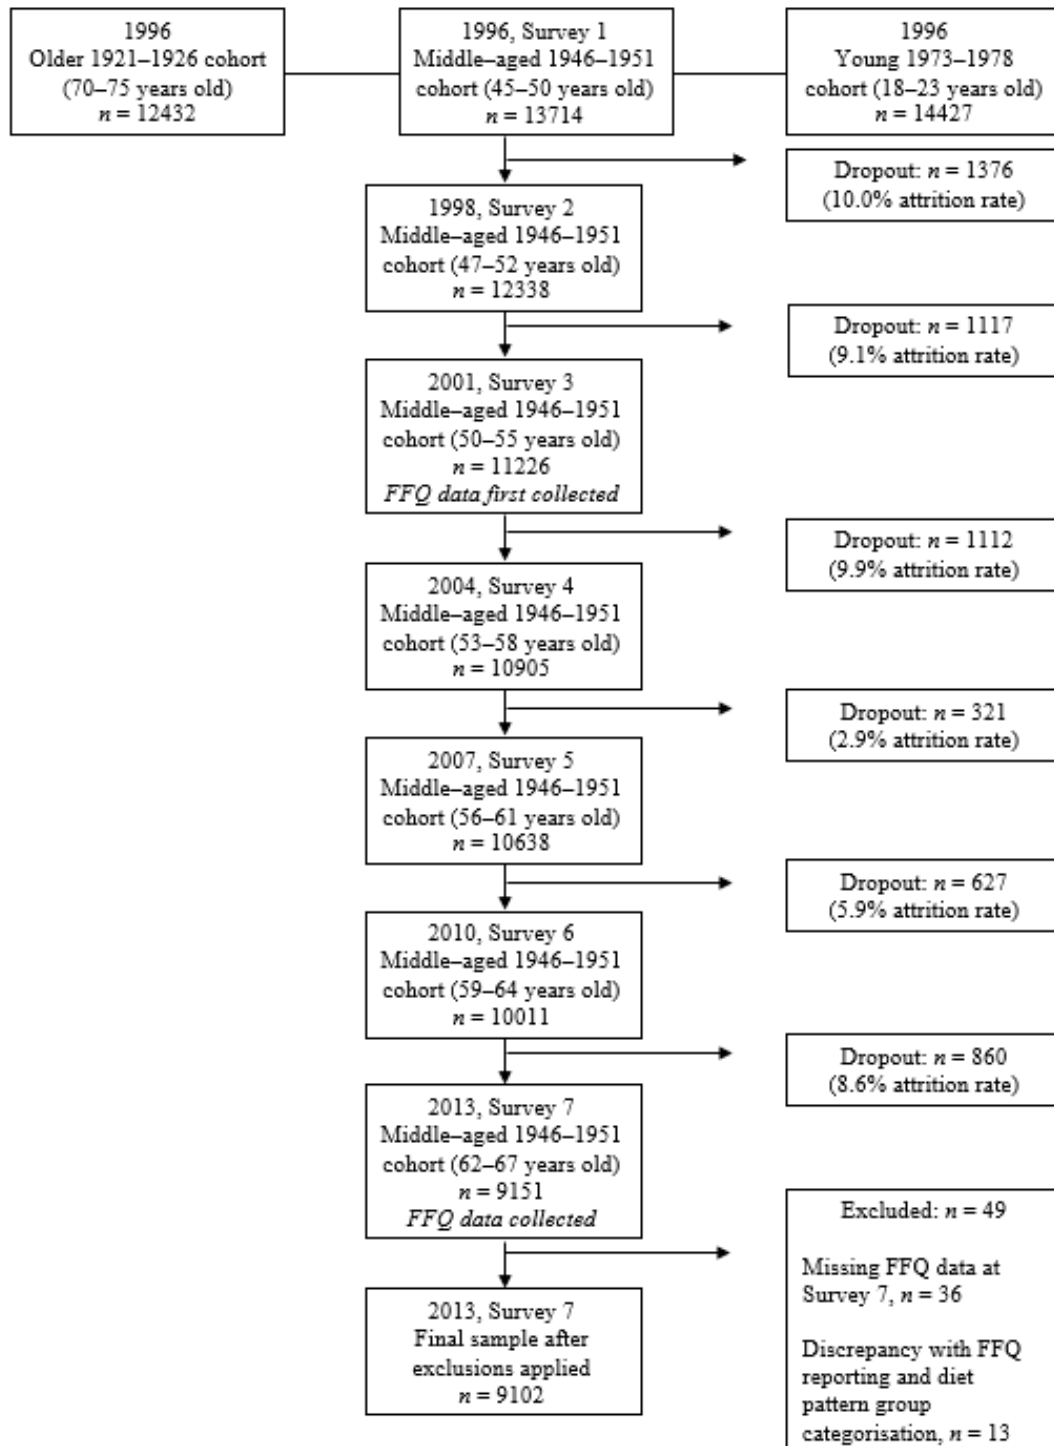 1996
Older 1921–1926 cohort
(70–75 years old)
n = 12432
1996, Survey 1
Middle–aged 1946–1951
cohort (45–50 years old)
n = 13714
1996
Young 1973–1978
cohort (18–23 years old)
n = 14427
Dropout: n = 1376
(10.0% attrition rate)
1998, Survey 2
Middle–aged 1946–1951
cohort (47–52 years old)
n = 12338
Dropout: n = 1117
(9.1% attrition rate)
2001, Survey 3
Middle–aged 1946–1951
cohort (50–55 years old)
n = 11226
FFQ data first collected
Dropout: n = 1112
(9.9% attrition rate)
2004, Survey 4
Middle–aged 1946–1951
cohort (53–58 years old)
n = 10905
Dropout: n = 321
(2.9% attrition rate)
2007, Survey 5
Middle–aged 1946–1951
cohort (56–61 years old)
n = 10638
Dropout: n = 627
(5.9% attrition rate)
2010, Survey 6
Middle–aged 1946–1951
cohort (59–64 years old)
n = 10011
Dropout: n = 860
(8.6% attrition rate)
2013, Survey 7
Middle–aged 1946–1951
cohort (62–67 years old)
n = 9151
FFQ data collected
Excluded: n = 49
Missing FFQ data at
Survey 7, n = 36
Discrepancy with FFQ
reporting and diet
pattern group
categorisation, n = 13
2013, Survey 7
Final sample after
exclusions applied
n = 9102